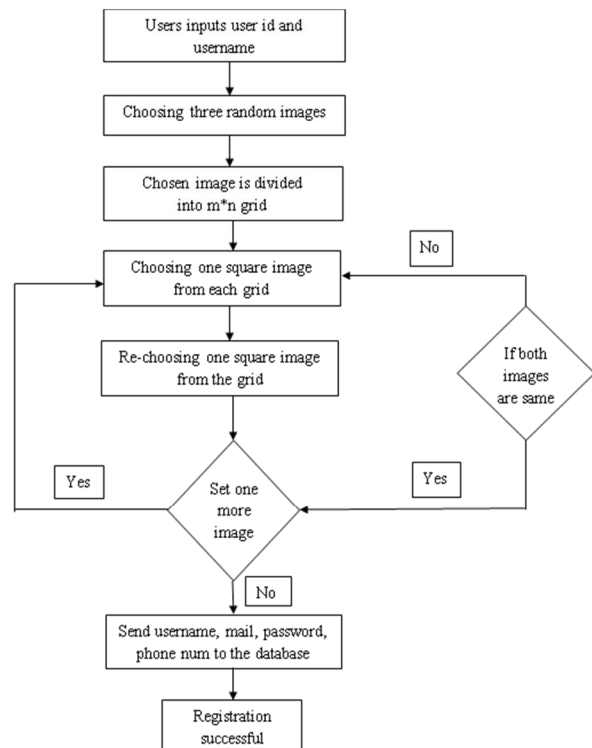 Users inputs user id and
username
Choosing three random images
Chosen image is divided
into m*n grid
No
Choosing one square image
from each grid
Re-choosing one square image
from the grid
If both
images
are same
Yes
Set one
more
image
Yes
No
Send username, mail, password,
phone num to the database
Registration
successful